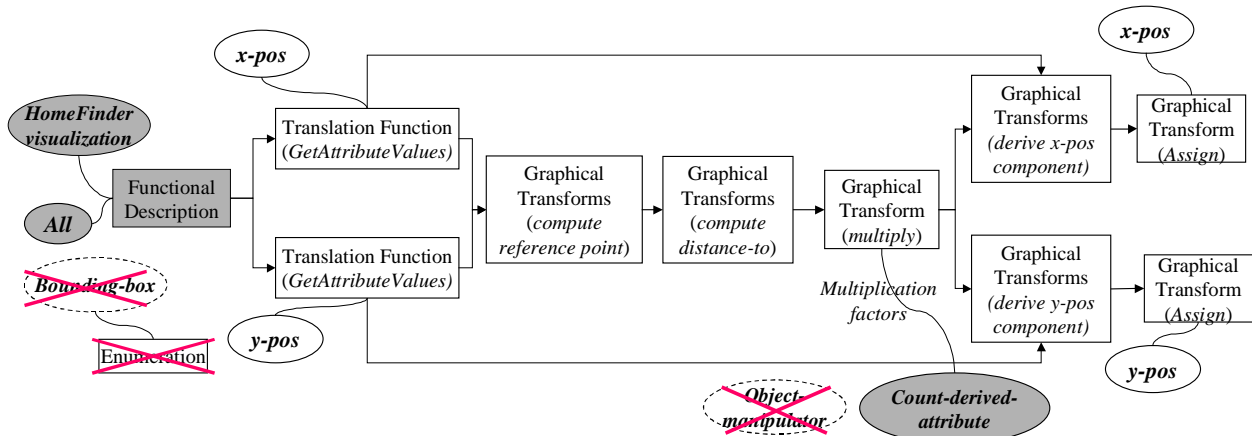 x-pos
x-pos
HomeFinder
visualization
Functional
Description
All
Translation Function
(GetAttributeValues)
Graphical
Transforms
(compute
reference point)
Graphical
Transforms
(compute
distance-to)
Graphical
Transform
(multiply)
Graphical
Transforms
(derive x-pos
component)
Graphical
Transform
(Assign)
Translation Function
(GetAttributeValues)
Bounding-box
Enumeration
y-pos
Multiplication
factors
Graphical
Transforms
(derive y-pos
component)
Graphical
Transform
(Assign)
y-pos
Object-
manipulator
Count-derived-
attribute